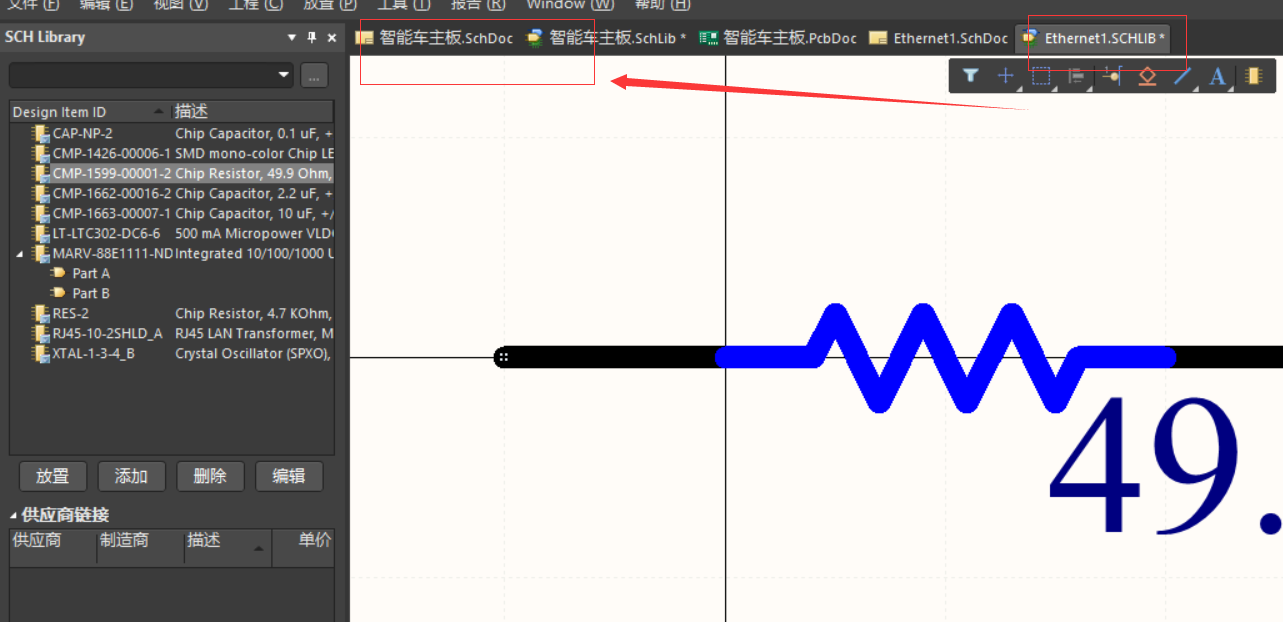 文件 (F) 编辑 (E) 视图 (V) 工程 (C) 放置 (P) 工具 (T) 报告 (R) Window (W) 帮助 (H)
SCH Library
智能车主板.SchDoc 智能车主板.SchLib * 智能车主板.PcbDoc Ethernet1.SchDoc Ethernet1.SCHLIB *
...
A
Design Item ID 描述
CAP-NP-2 Chip Capacitor, 0.1 uF, +
CMP-1426-00006-1 SMD mono-color Chip LE
CMP-1599-00001-2 Chip Resistor, 49.9 Ohm,
CMP-1662-00016-2 Chip Capacitor, 2.2 uF, +
CMP-1663-00007-1 Chip Capacitor, 10 uF, +/
LT-LTC302-DC6-6 500 mA Micropower VLD
MARV-88E1111-ND Integrated 10/100/1000 U
Part A
Part B
RES-2 Chip Resistor, 4.7 KOhm,
RJ45-10-2SHLD_A RJ45 LAN Transformer, M
XTAL-1-3-4_B Crystal Oscillator (SPXO),
49.
放置 添加 删除 编辑
供应商链接
供应商 制造商 描述 单价